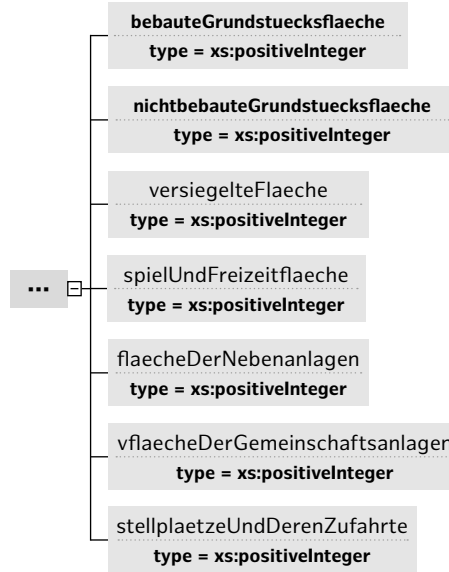 bebauteGrundstuecksflaeche
type = xs:positiveInteger
nichtbebauteGrundstuecksflaeche
type = xs:positiveInteger
versiegelteFlaeche
type = xs:positiveInteger
spielUndFreizeitflaeche
type = xs:positiveInteger
...
flaecheDerNebenanlagen
type = xs:positiveInteger
vflaecheDerGemeinschaftsanlagen
type = xs:positiveInteger
stellplaetzeUndDerenZufahrte
type = xs:positiveInteger